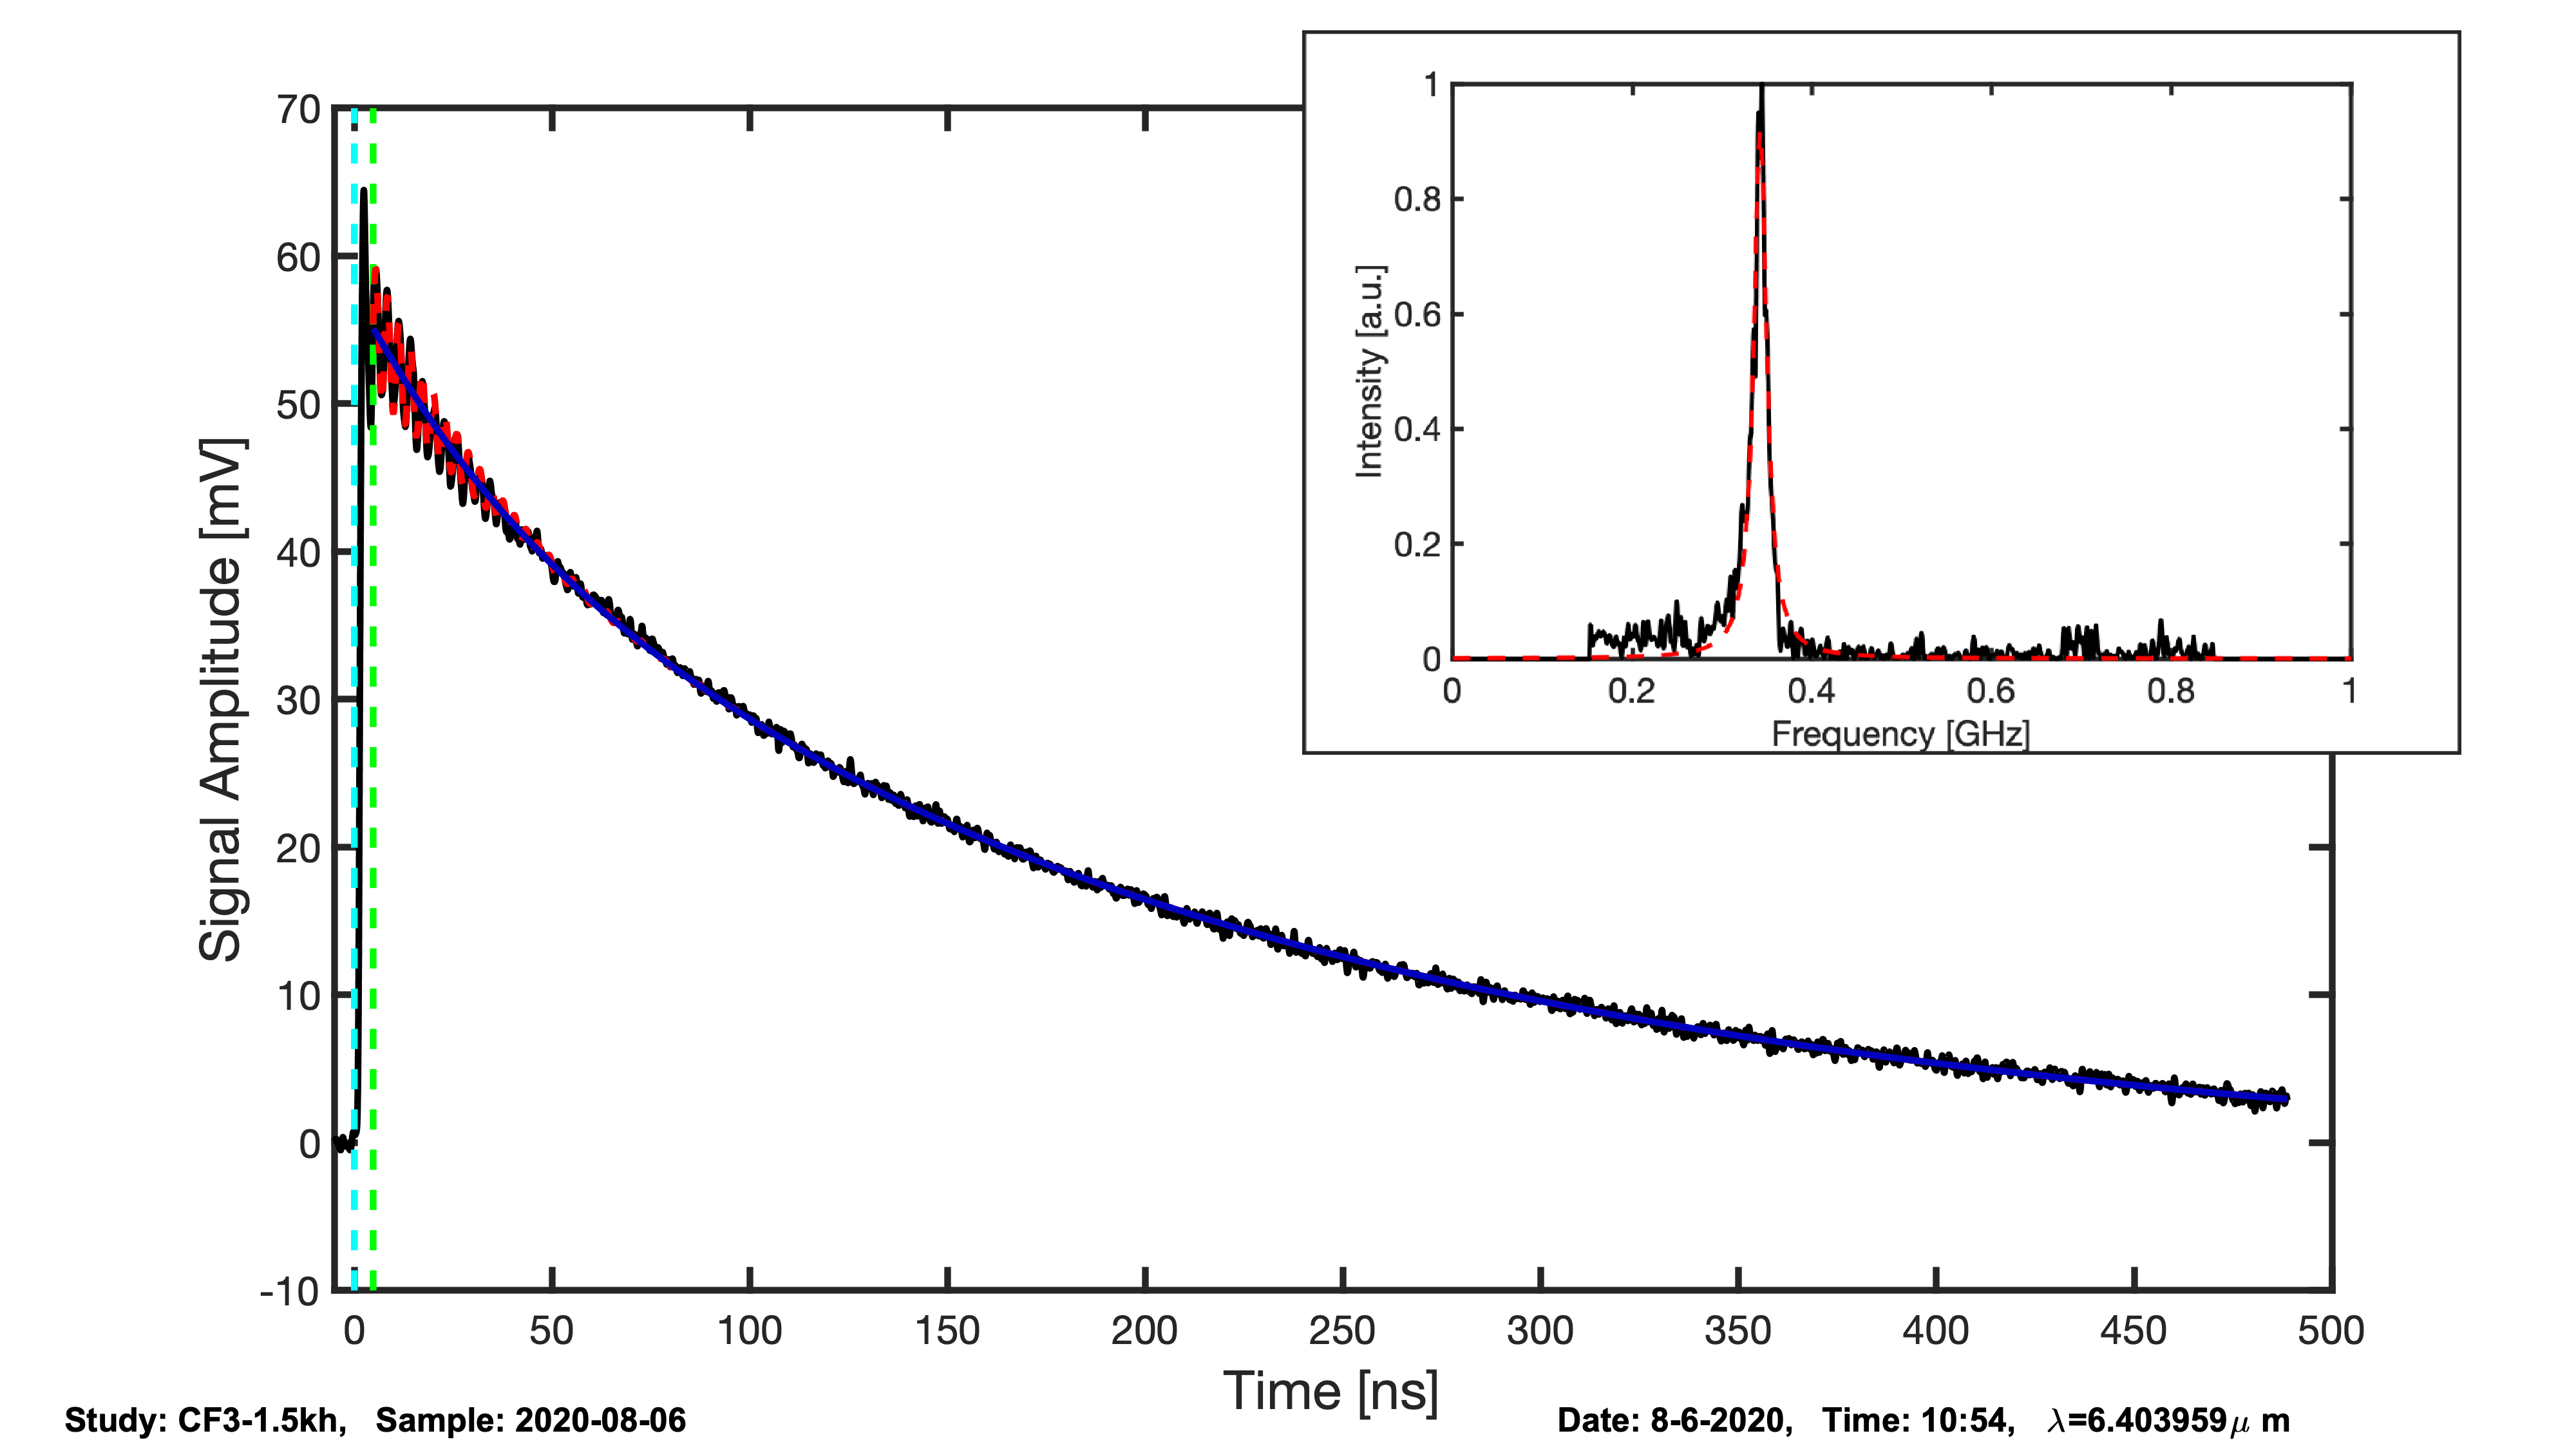 1
0.8
0.6
0.4
0.2
0
Intensity [a.u.]
0 0.2 0.4 0.6 0.8 1
Frequency [GHz]
70
60
50
40
30
20
10
0
-10
Signal Amplitude [mV]
0 50 100 150 200 250 300 350 400 450 500
Time [ns]
Study: CF3-1.5kh, Sample: 2020-08-06
Date: 8-6-2020, Time: 10:54, λ=6.403959μ m